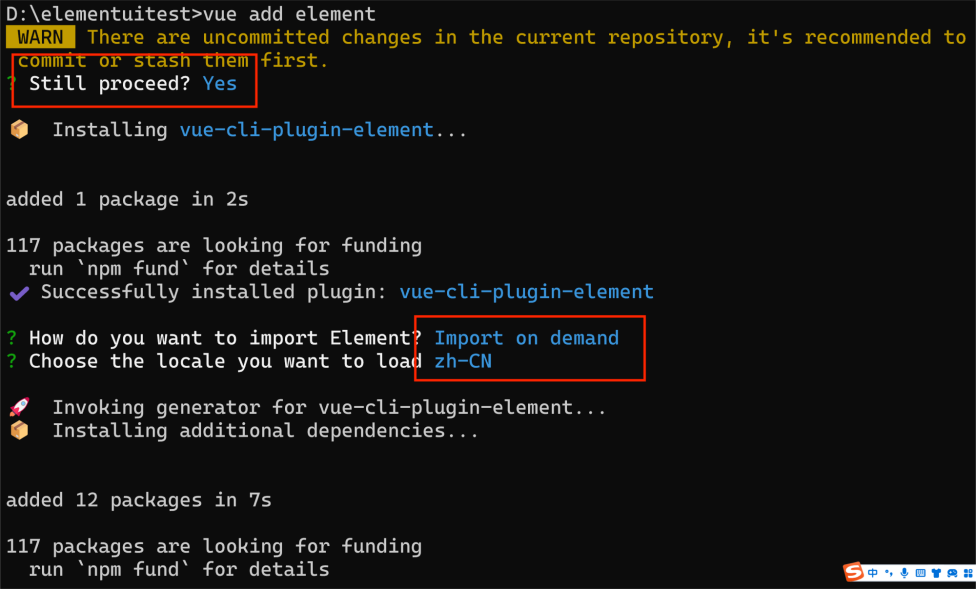 D:\elementuitest>vue add element
WARN There are uncommitted changes in the current repository, it's recommended to
commit or stash them first.
? Still proceed? Yes
Installing vue-cli-plugin-element...
added 1 package in 2s
117 packages are looking for funding
run `npm fund` for details
Successfully installed plugin: vue-cli-plugin-element
? How do you want to import Element? Import on demand
? Choose the locale you want to load zh-CN
Invoking generator for vue-cli-plugin-element...
Installing additional dependencies...
added 12 packages in 7s
117 packages are looking for funding
run `npm fund` for details
S 中